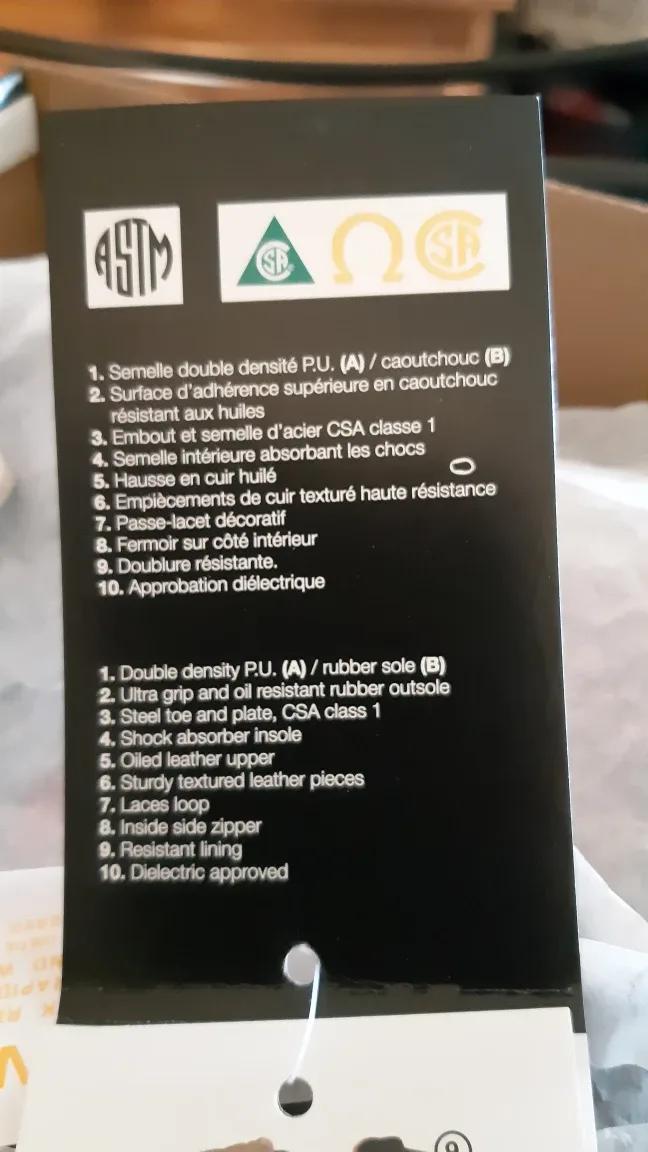 ASTM
CSA Ω CSA
1. Semelle double densité P.U. (A) / caoutchouc (B)
2. Surface d'adhérence supérieure en caoutchouc
résistant aux huiles
3. Embout et semelle d'acier CSA classe 1
4. Semelle intérieure absorbant les chocs
5. Hausse en cuir huilé
6. Empiècements de cuir texturé haute résistance
7. Passe-lacet décoratif
8. Fermoir sur côté intérieur
9. Doublure résistante.
10. Approbation diélectrique
1. Double density P.U. (A) / rubber sole (B)
2. Ultra grip and oil resistant rubber outsole
3. Steel toe and plate, CSA class 1
4. Shock absorber insole
5. Oiled leather upper
6. Sturdy textured leather pieces
7. Laces loop
8. Inside side zipper
9. Resistant lining
10. Dielectric approved
9